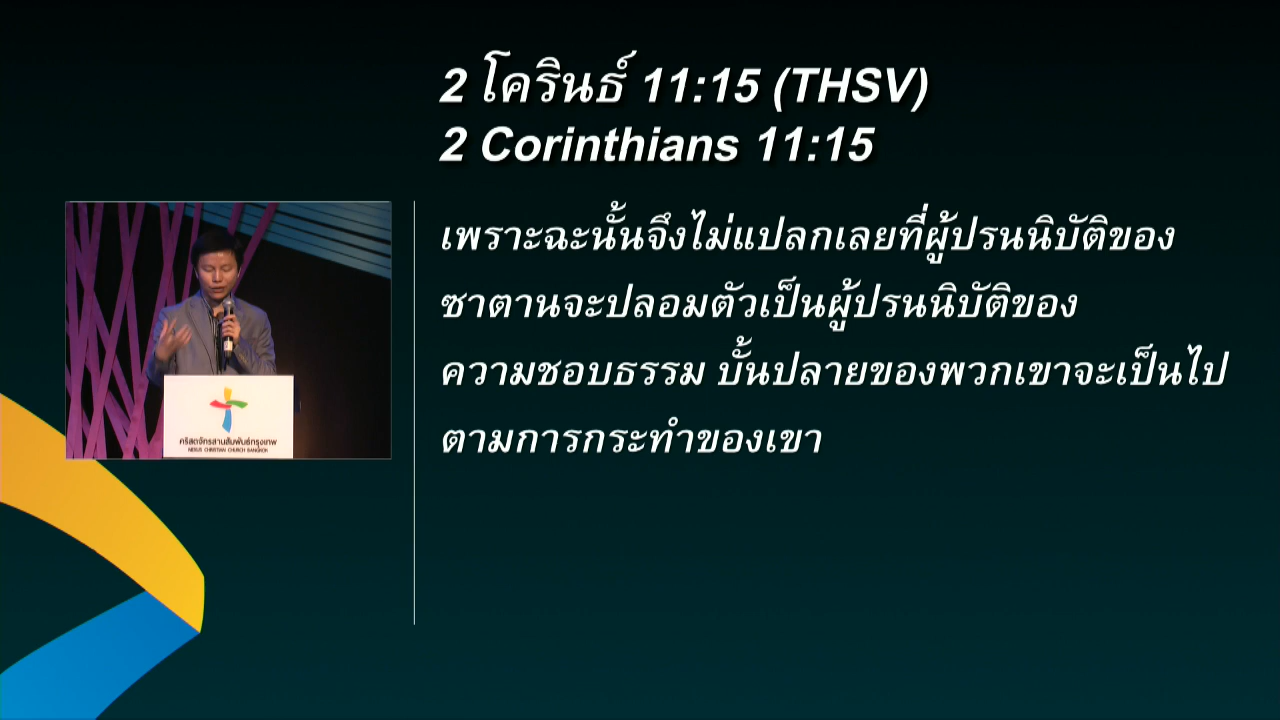 2 โครินธ์ 11:15 (THSV)
2 Corinthians 11:15
เพราะฉะนั้นจึงไม่แปลกเลยที่ผู้ปรนนิบัติของ
ซาตานจะปลอมตัวเป็นผู้ปรนนิบัติของ
ความชอบธรรม บั้นปลายของพวกเขาจะเป็นไป
ตามการกระทำของเขา
คริสตจักรสานสัมพันธ์กรุงเทพ
NEXUS CHRISTIAN CHURCH BANGKOK